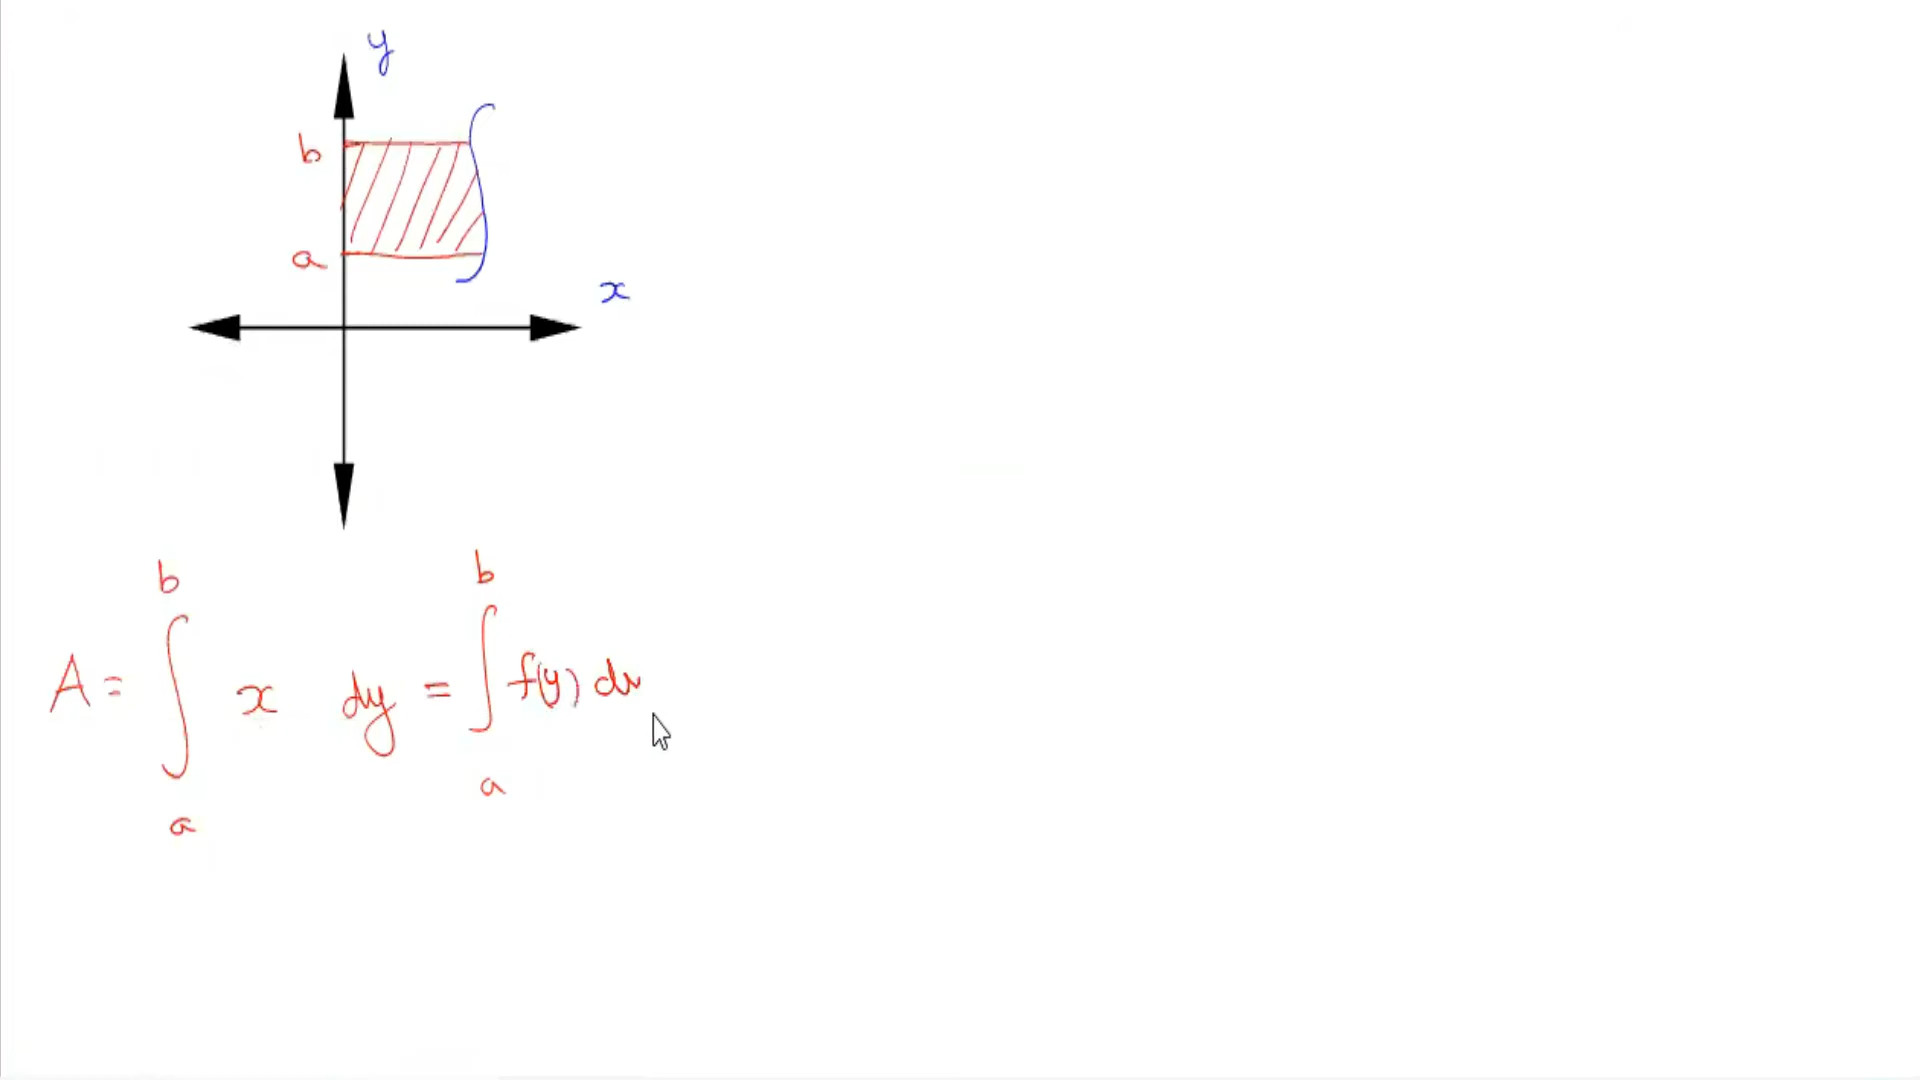 y
b
a
x
b b
A = ∫ x dy = ∫ f(y) dy
a a